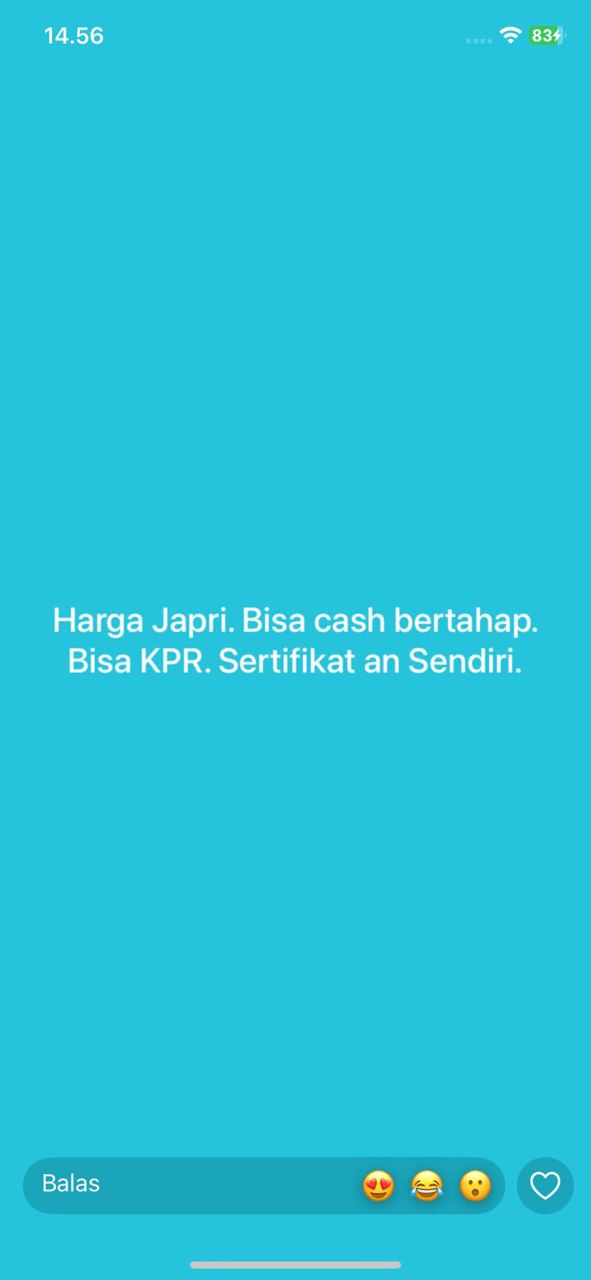 14.56
83
Harga Japri. Bisa cash bertahap.
Bisa KPR. Sertifikat an Sendiri.
Balas